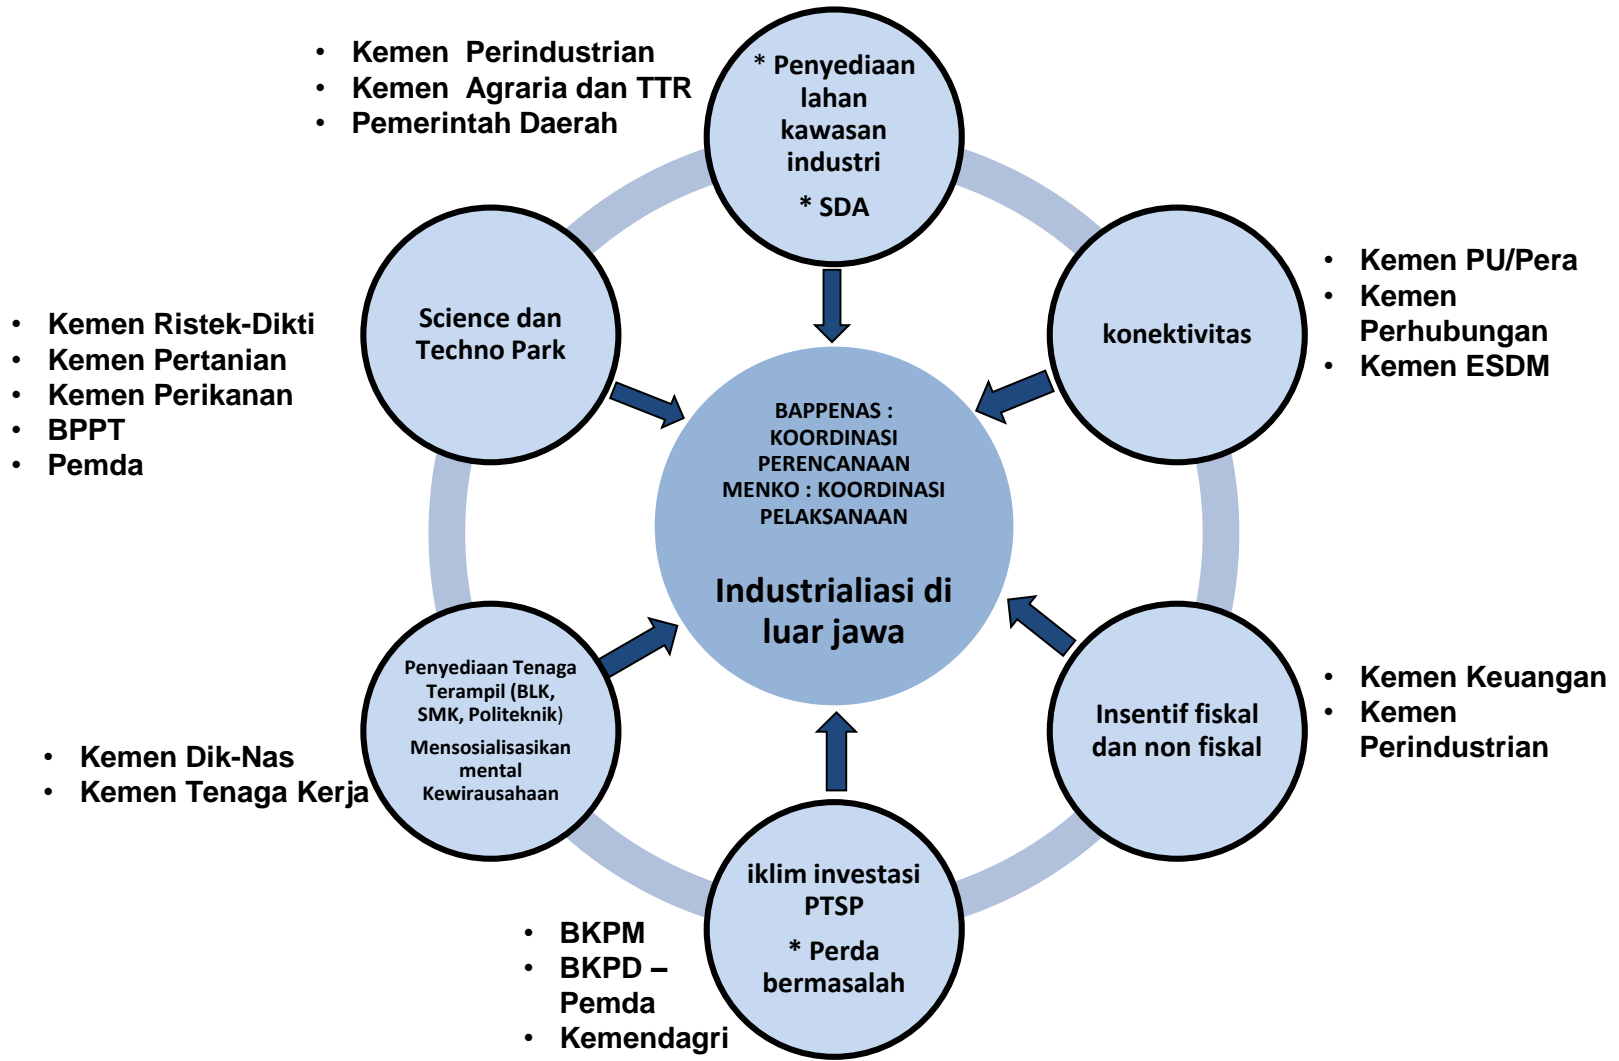 • Kemen Perindustrian
• Kemen Agraria dan TTR
• Pemerintah Daerah
* Penyediaan
lahan
kawasan
industri
* SDA
• Kemen PU/Pera
• Kemen
Perhubungan
• Kemen ESDM
konektivitas
• Kemen Ristek-Dikti
• Kemen Pertanian
• Kemen Perikanan
• BPPT
• Pemda
Science dan
Techno Park
BAPPENAS :
KOORDINASI
PERENCANAAN
MENKO : KOORDINASI
PELAKSANAAN
Industrialiasi di
luar jawa
Penyediaan Tenaga
Terampil (BLK,
SMK, Politeknik)
Mensosialisasikan
mental
Kewirausahaan
• Kemen Dik-Nas
• Kemen Tenaga Kerja
Insentif fiskal
dan non fiskal
• Kemen Keuangan
• Kemen
Perindustrian
iklim investasi
PTSP
* Perda
bermasalah
• BKPM
• BKPD –
Pemda
• Kemendagri